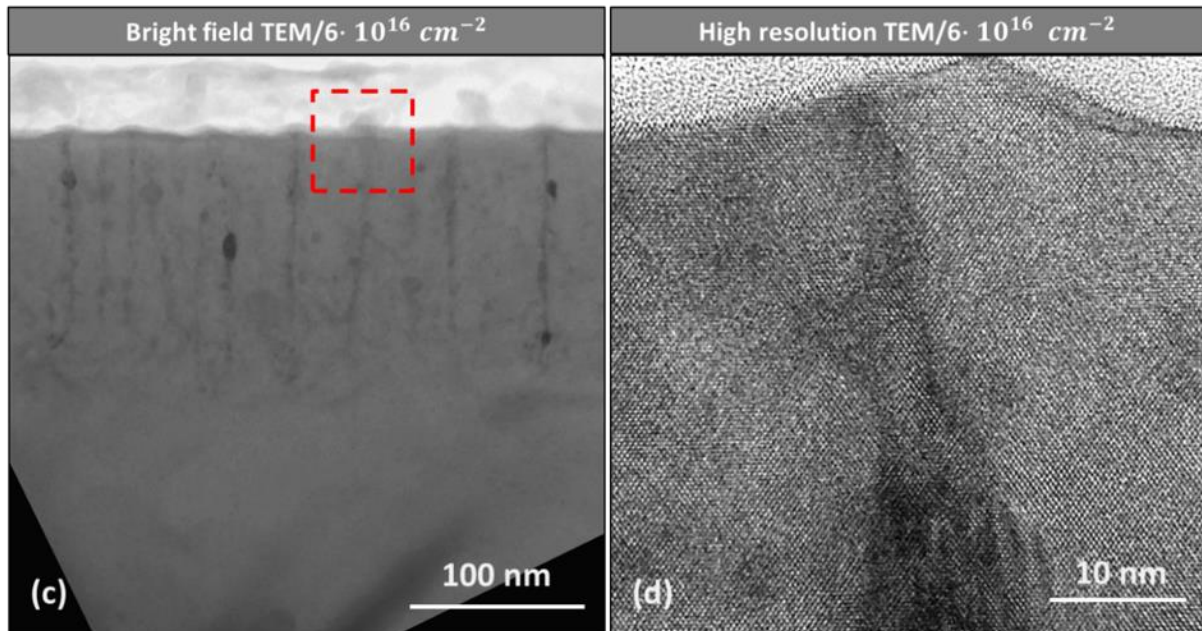 Bright field TEM/6· 10¹⁶ cm⁻²
High resolution TEM/6· 10¹⁶ cm⁻²
(c)
100 nm
(d)
10 nm